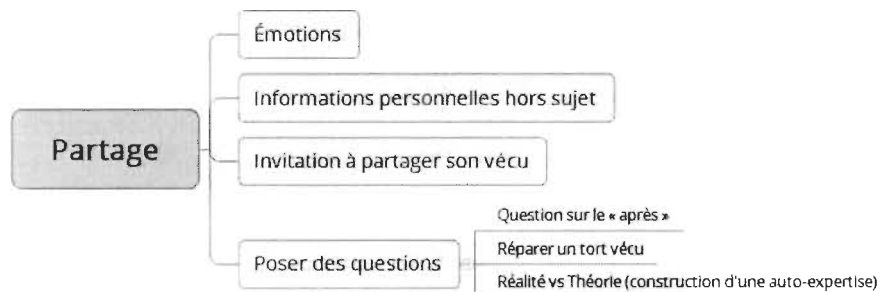 Partage
Émotions
Informations personnelles hors sujet
Invitation à partager son vécu
Poser des questions
Question sur le « après »
Réparer un tort vécu
Réalité vs Théorie (construction d'une auto-expertise)